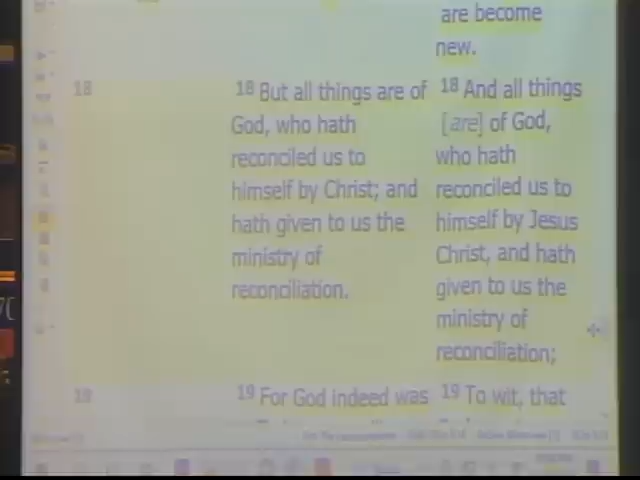 are become
new.
18
18 But all things are of
God, who hath
reconciled us to
himself by Christ; and
hath given to us the
ministry of
reconciliation.
18 And all things
[are] of God,
who hath
reconciled us to
himself by Jesus
Christ, and hath
given to us the
ministry of
reconciliation;
19
19 For God indeed was
19 To wit, that